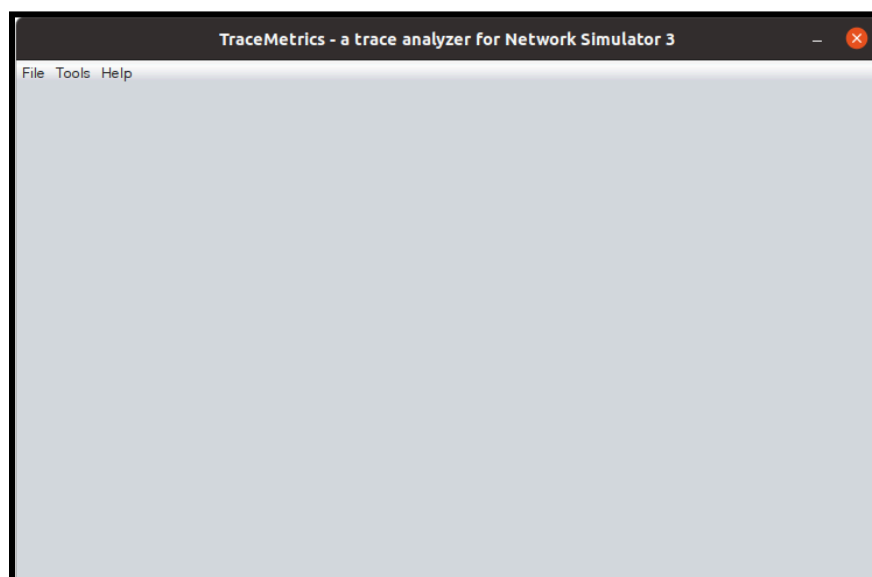 TraceMetrics - a trace analyzer for Network Simulator 3
File Tools Help